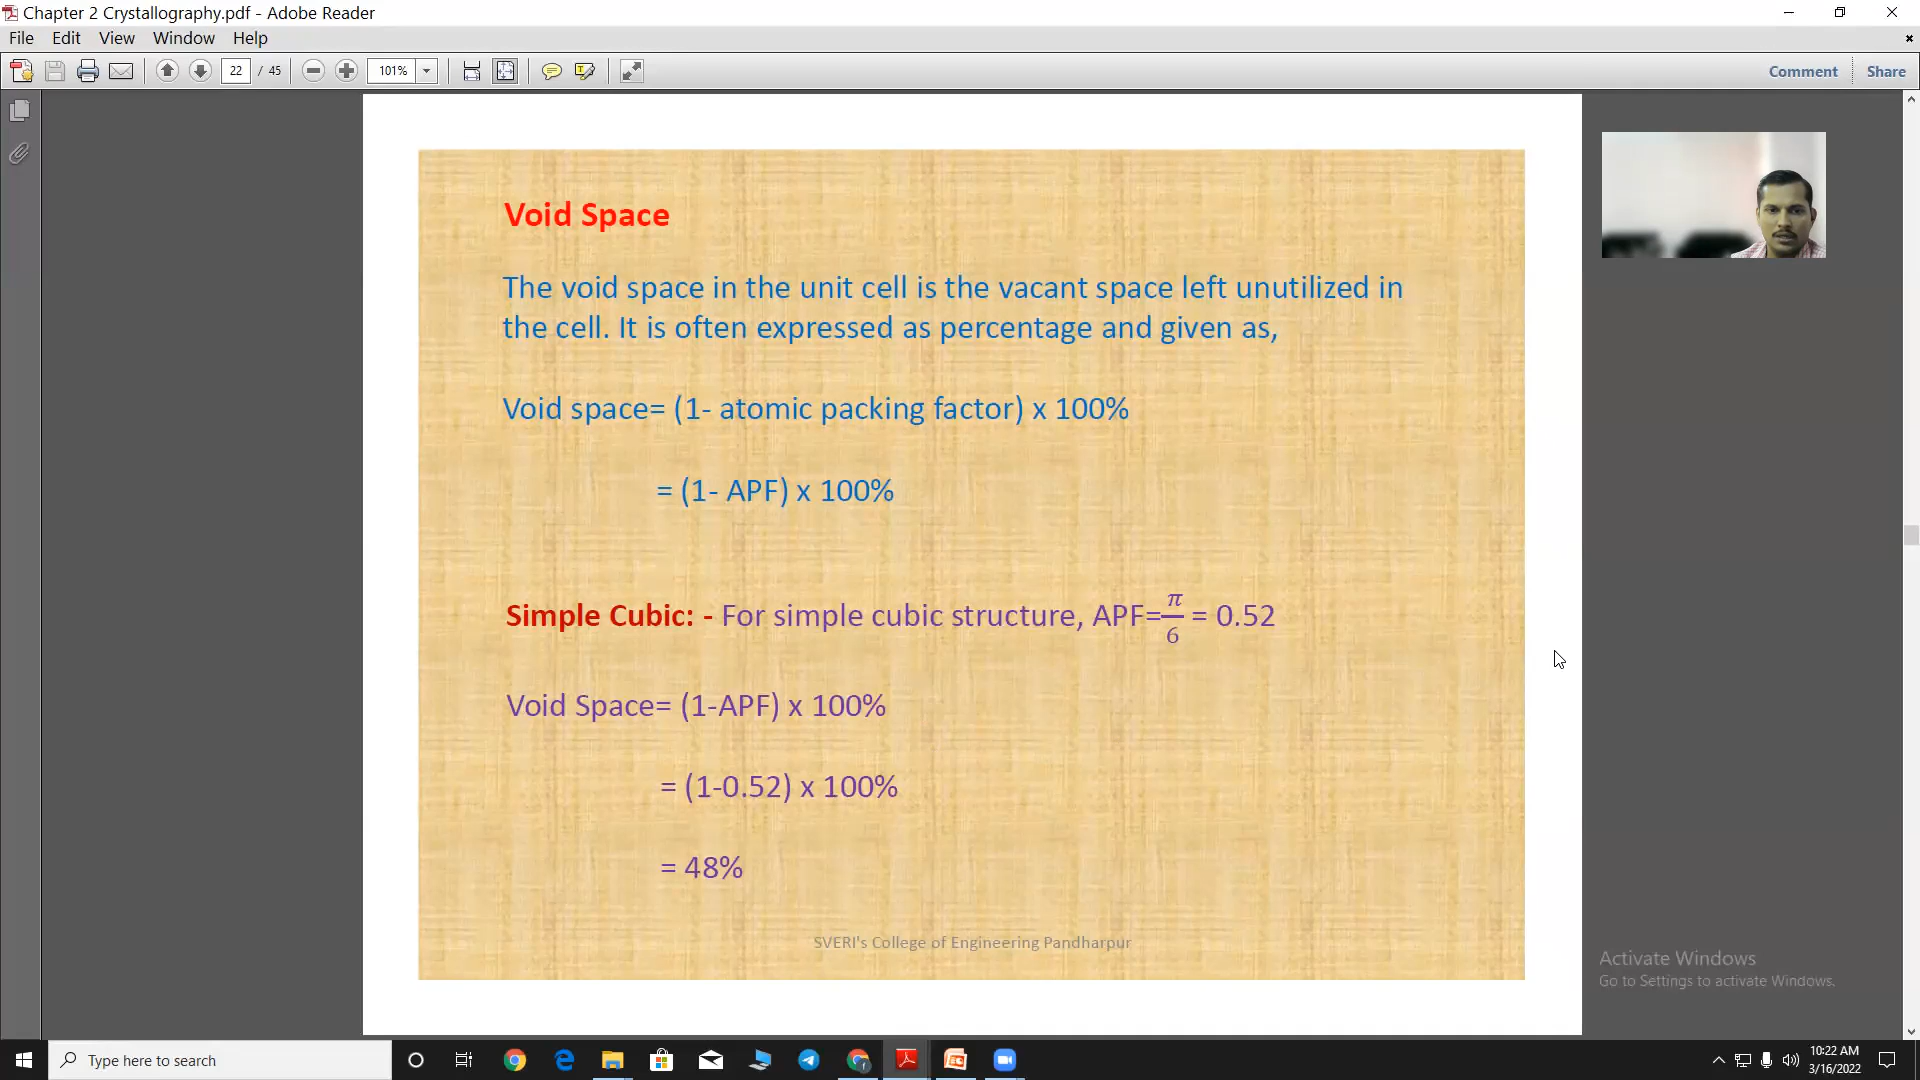 Chapter 2 Crystallography.pdf - Adobe Reader
File Edit View Window Help
22 / 45 101% Comment Share
Void Space
The void space in the unit cell is the vacant space left unutilized in
the cell. It is often expressed as percentage and given as,
Void space= (1- atomic packing factor) x 100%
= (1- APF) x 100%
Simple Cubic: - For simple cubic structure, APF=π/6 = 0.52
Void Space= (1-APF) x 100%
= (1-0.52) x 100%
= 48%
SVERI's College of Engineering Pandharpur
Activate Windows
Go to Settings to activate Windows.
Type here to search
10:22 AM
3/16/2022